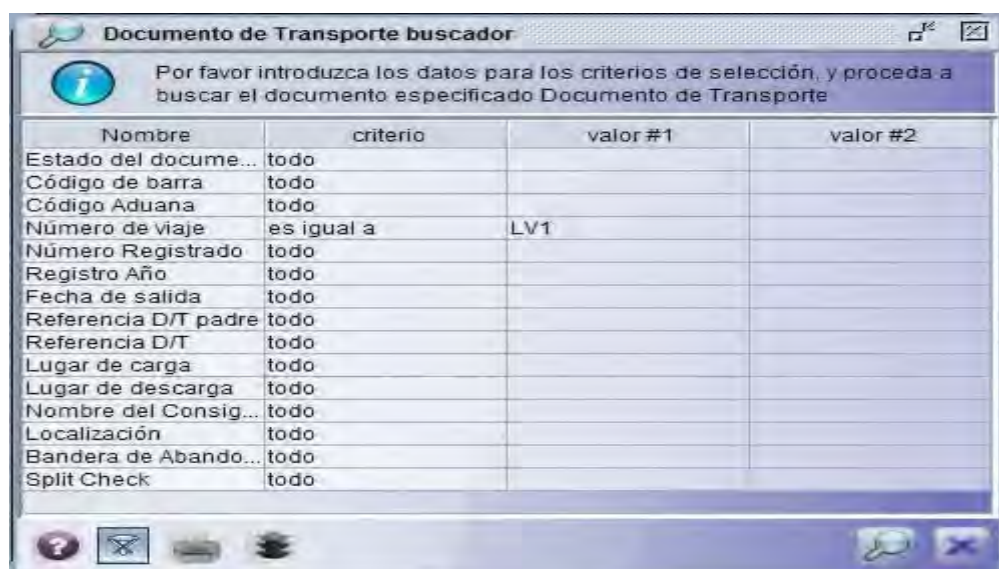 Documento de Transporte buscador
Por favor introduzca los datos para los criterios de selección, y proceda a
buscar el documento especificado Documento de Transporte
Nombre criterio valor #1 valor #2
Estado del docume... todo
Código de barra todo
Código Aduana todo
Número de viaje es igual a LV1
Número Registrado todo
Registro Año todo
Fecha de salida todo
Referencia D/T padre todo
Referencia D/T todo
Lugar de carga todo
Lugar de descarga todo
Nombre del Consig... todo
Localización todo
Bandera de Abando... todo
Split Check todo